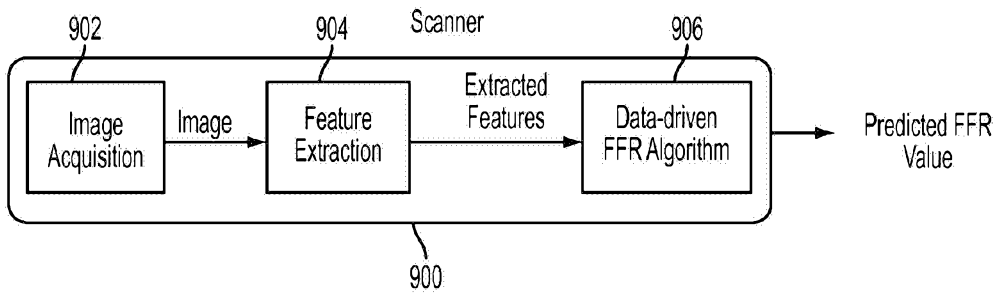 902
904
Scanner
906
Image
Acquisition
Image
Feature
Extraction
Extracted
Features
Data-driven
FFR Algorithm
Predicted FFR
Value
900